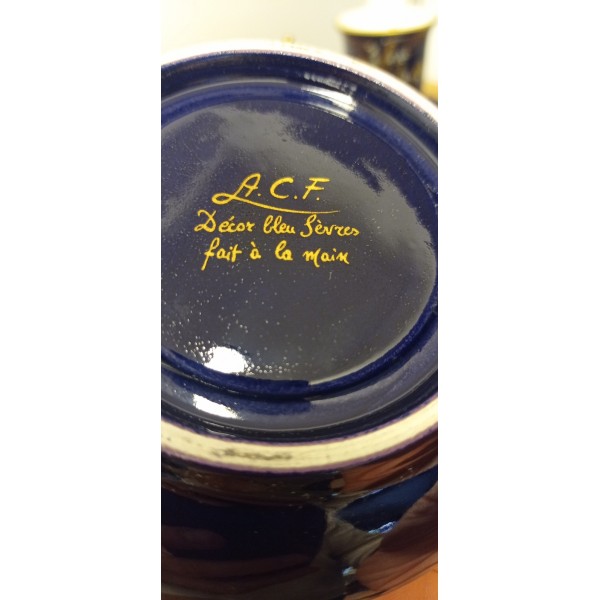 A.C.F.
Décor bleu Sèvres
fait à la main